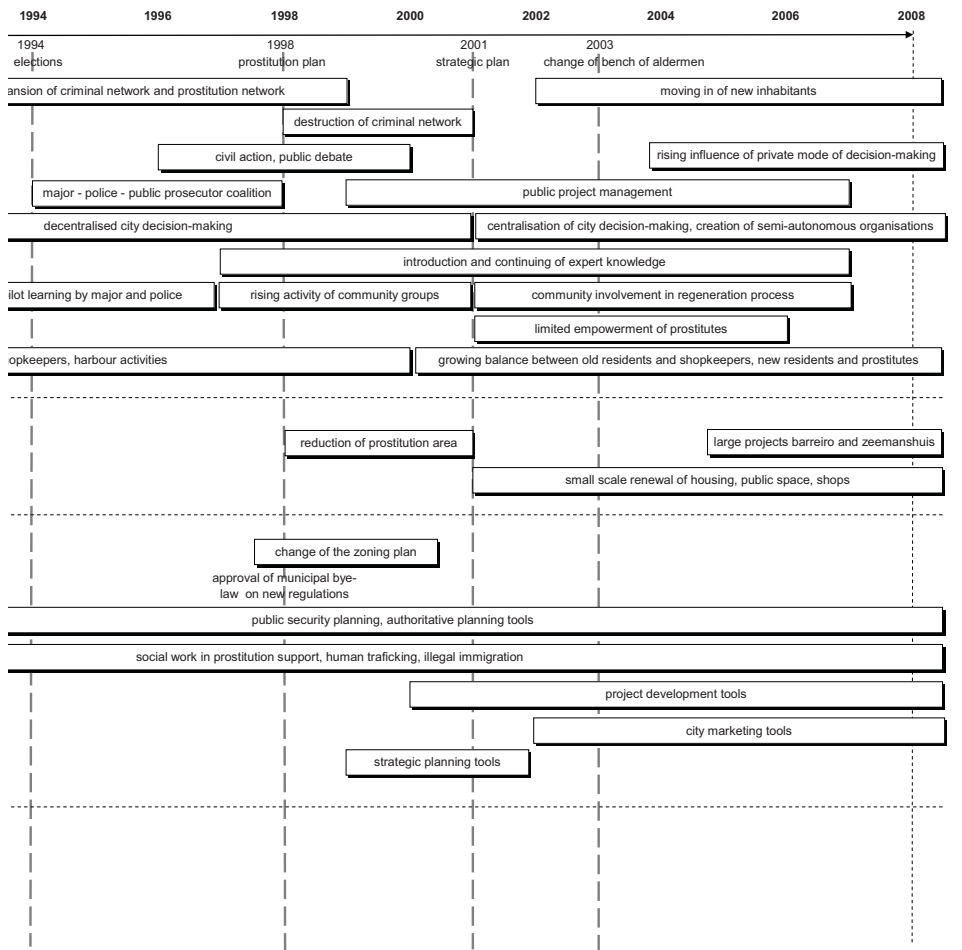 1994 1996 1998 2000 2002 2004 2006 2008
1994 1998 2001 2003
elections prostitution plan strategic plan change of bench of aldermen
ansion of criminal network and prostitution network moving in of new inhabitants
destruction of criminal network
civil action, public debate rising influence of private mode of decision-making
major - police - public prosecutor coalition public project management
decentralised city decision-making centralisation of city decision-making, creation of semi-autonomous organisations
introduction and continuing of expert knowledge
ilot learning by major and police rising activity of community groups community involvement in regeneration process
limited empowerment of prostitutes
opkeepers, harbour activities growing balance between old residents and shopkeepers, new residents and prostitutes
reduction of prostitution area large projects barreiro and zeemanshuis
small scale renewal of housing, public space, shops
change of the zoning plan
approval of municipal bye-
law on new regulations
public security planning, authoritative planning tools
social work in prostitution support, human traficking, illegal immigration
project development tools
city marketing tools
strategic planning tools